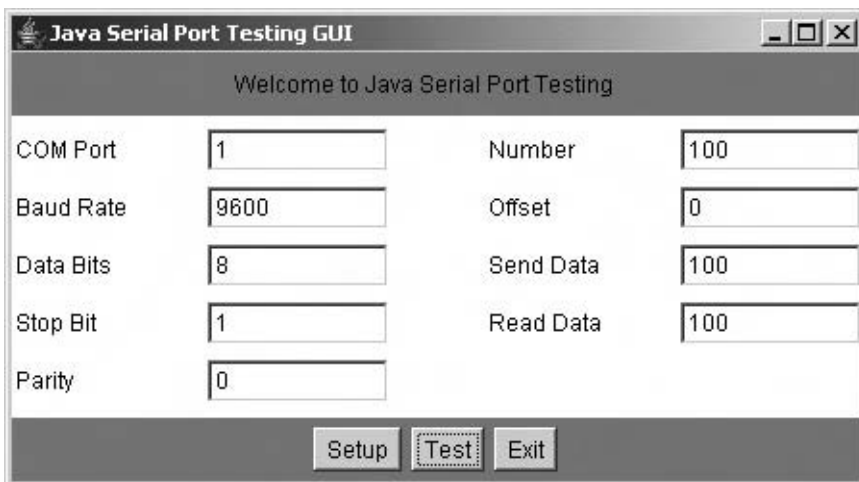 Java Serial Port Testing GUI
Welcome to Java Serial Port Testing
COM Port 1 Number 100
Baud Rate 9600 Offset 0
Data Bits 8 Send Data 100
Stop Bit 1 Read Data 100
Parity 0
Setup Test Exit